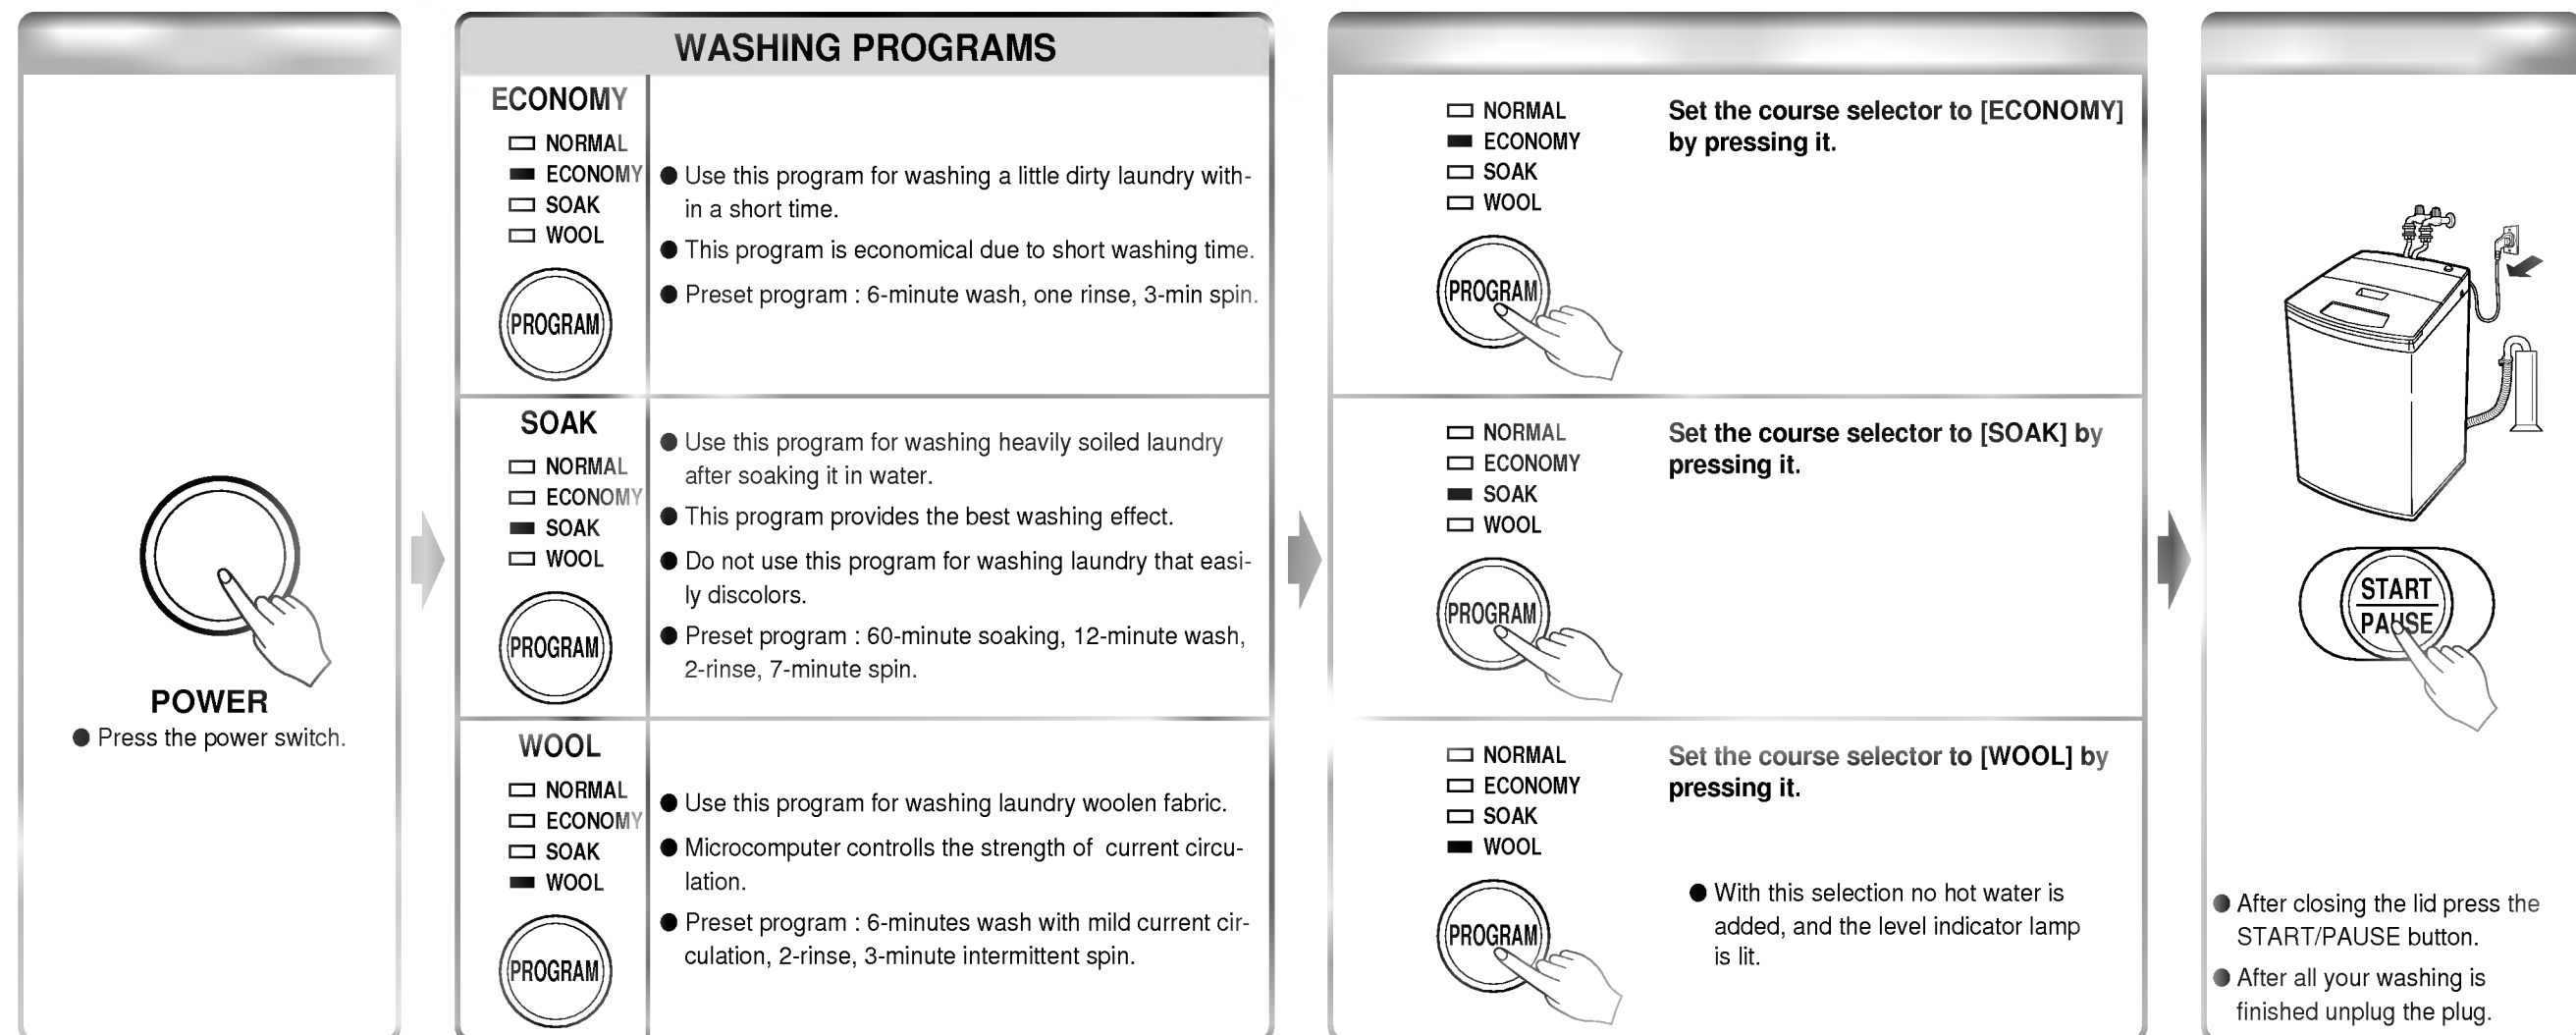 POWER
● Press the power switch.
WASHING PROGRAMS
ECONOMY
NORMAL
ECONOMY
SOAK
WOOL
PROGRAM
● Use this program for washing a little dirty laundry with-
in a short time.
● This program is economical due to short washing time.
● Preset program : 6-minute wash, one rinse, 3-min spin.
SOAK
NORMAL
ECONOMY
SOAK
WOOL
PROGRAM
● Use this program for washing heavily soiled laundry
after soaking it in water.
● This program provides the best washing effect.
● Do not use this program for washing laundry that easi-
ly discolors.
● Preset program : 60-minute soaking, 12-minute wash,
2-rinse, 7-minute spin.
WOOL
NORMAL
ECONOMY
SOAK
WOOL
PROGRAM
● Use this program for washing laundry woolen fabric.
● Microcomputer controlls the strength of current circu-
lation.
● Preset program : 6-minutes wash with mild current cir-
culation, 2-rinse, 3-minute intermittent spin.
NORMAL
ECONOMY
SOAK
WOOL
PROGRAM
Set the course selector to [ECONOMY]
by pressing it.
NORMAL
ECONOMY
SOAK
WOOL
PROGRAM
Set the course selector to [SOAK] by
pressing it.
NORMAL
ECONOMY
SOAK
WOOL
PROGRAM
Set the course selector to [WOOL] by
pressing it.
● With this selection no hot water is
added, and the level indicator lamp
is lit.
START
PAUSE
● After closing the lid press the
START/PAUSE button.
● After all your washing is
finished unplug the plug.